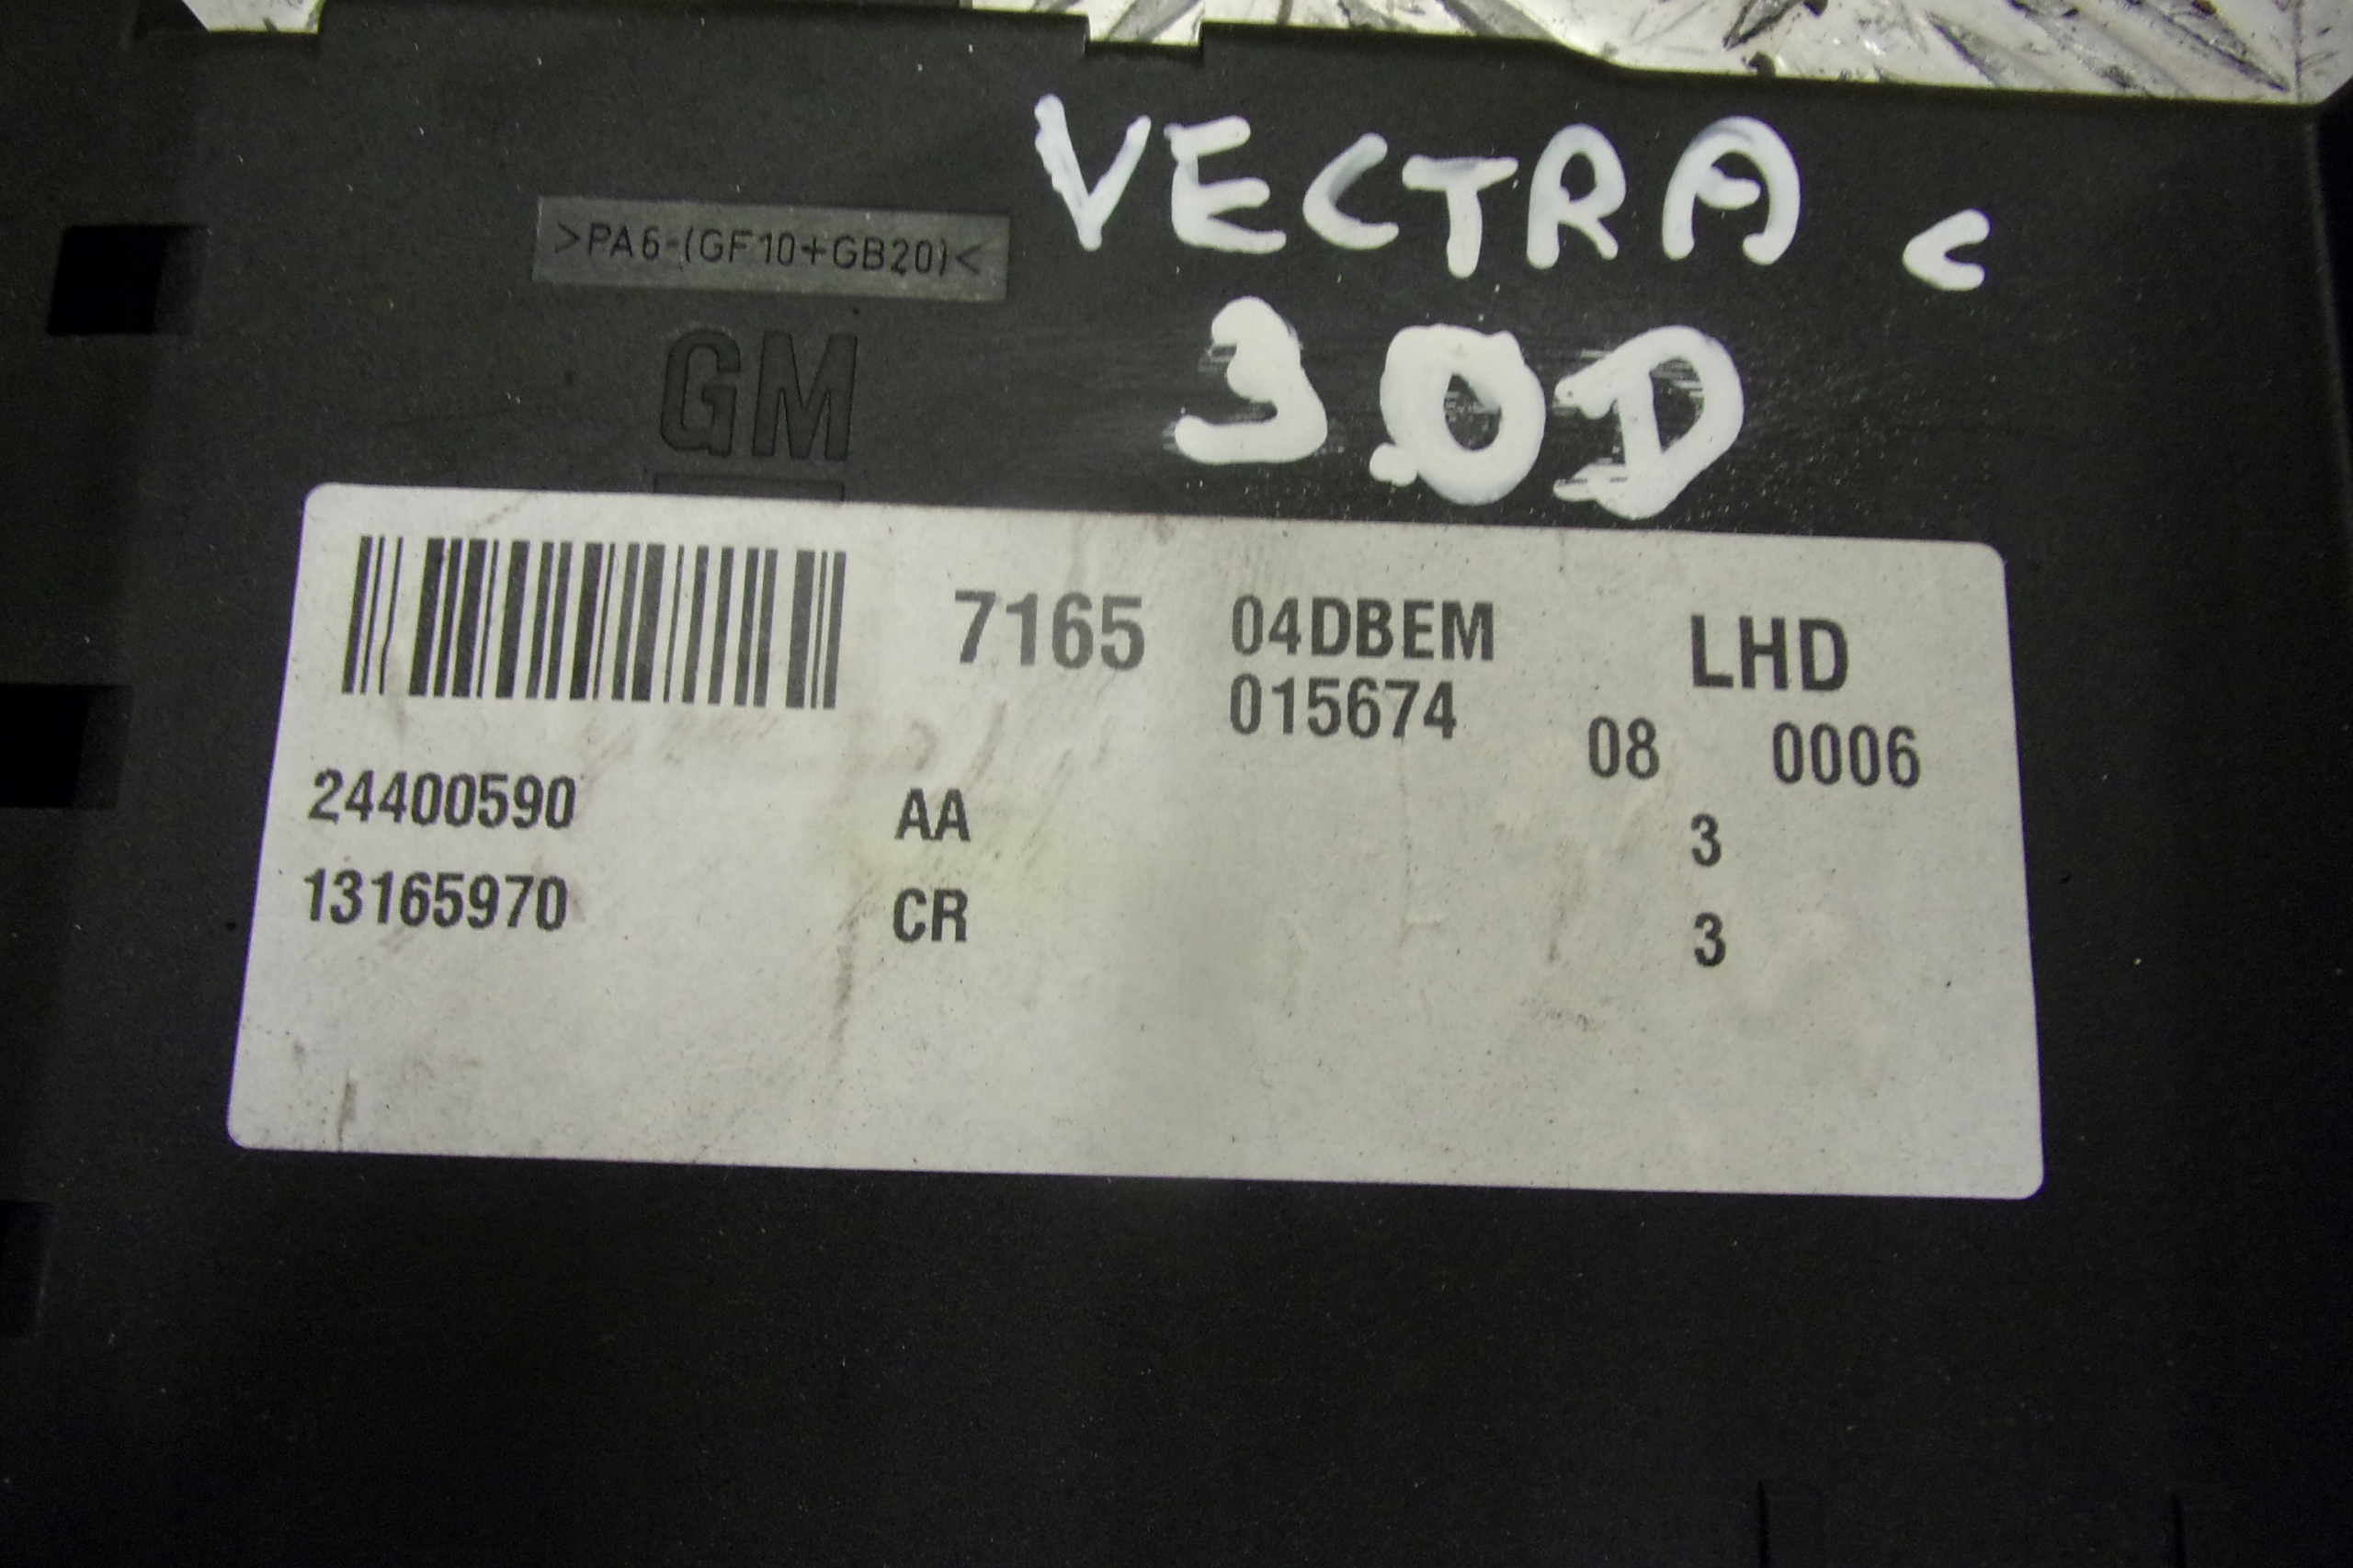 VECTRA C
>PA6-(GF10+GB20)<
3.0D
GM
7165 04DBEM LHD
015674 08 0006
24400590 AA 3
13165970 CR 3